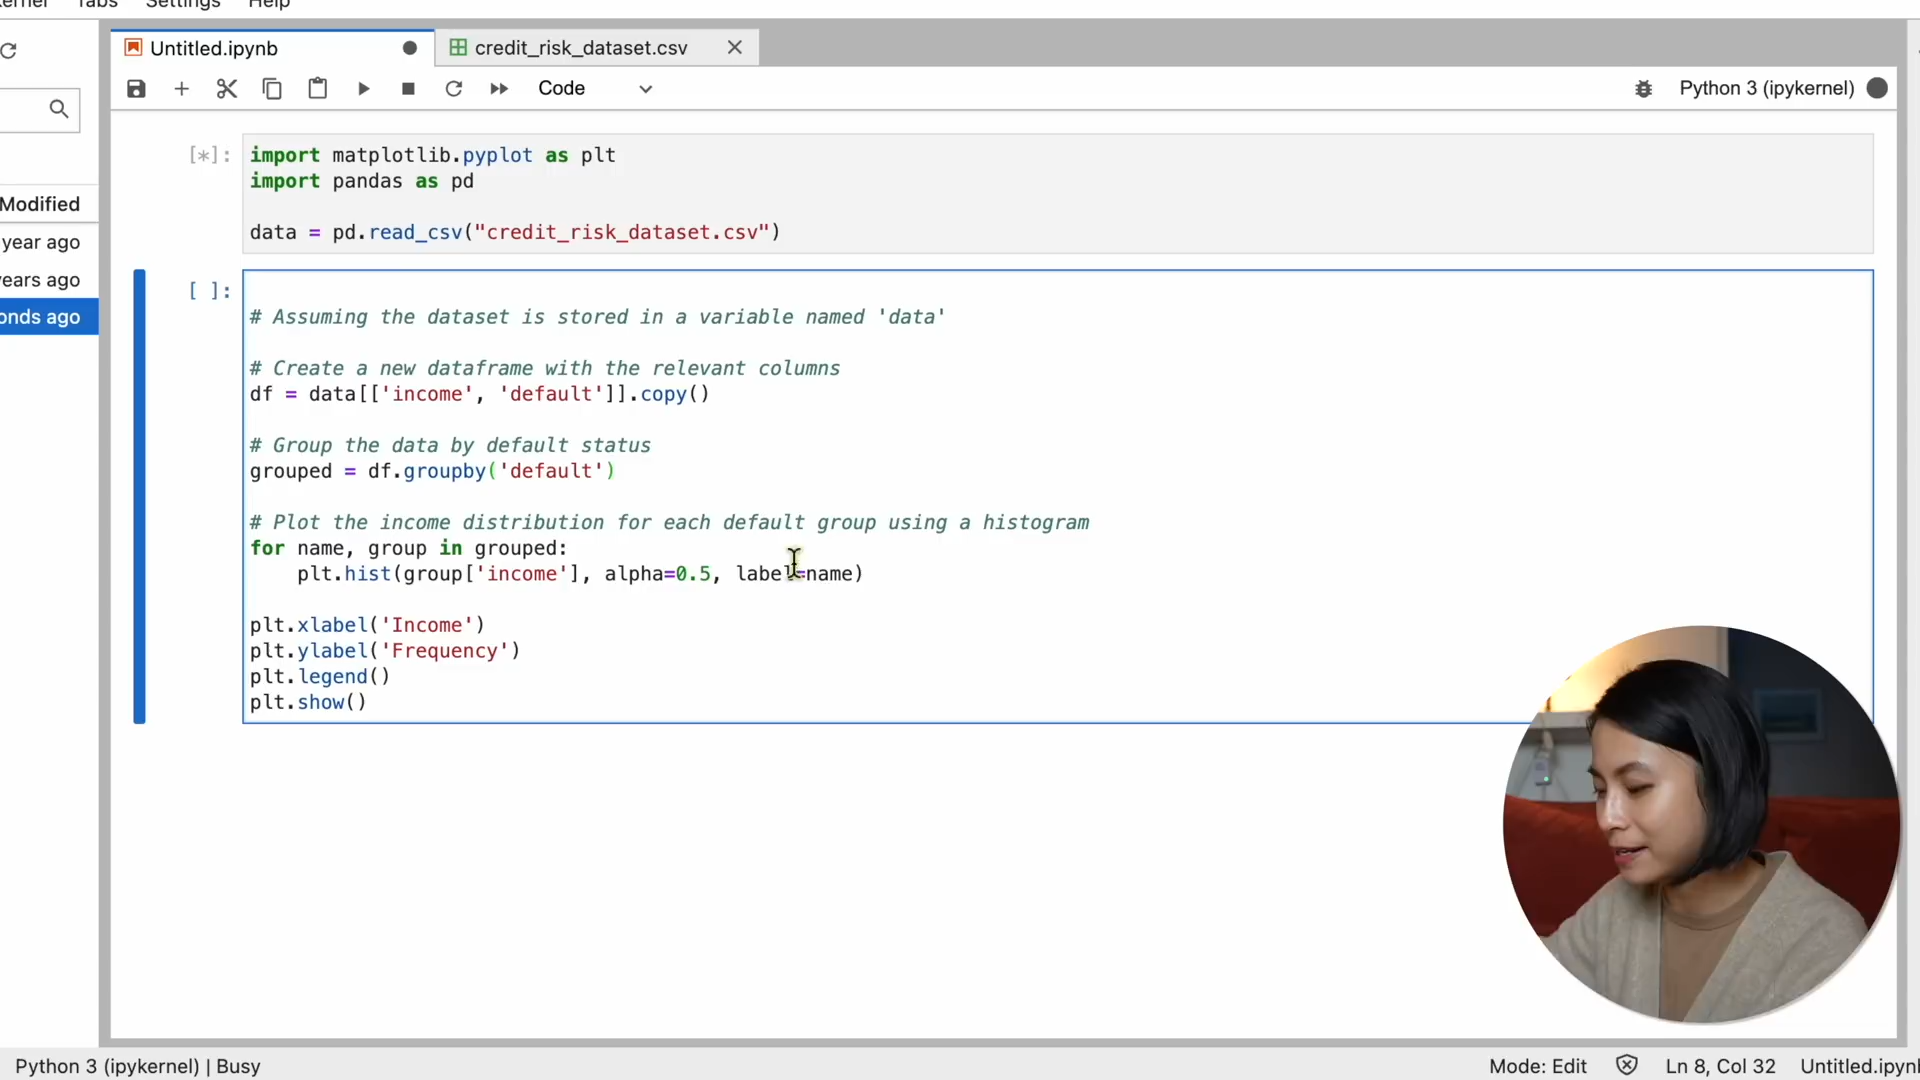 Tabs Settings Help
Untitled.ipynb
credit_risk_dataset.csv
Code
Python 3 (ipykernel)
Modified
year ago
onds ago
[*]:
import matplotlib.pyplot as plt
import pandas as pd
data = pd.read_csv("credit_risk_dataset.csv")
[ ]:
# Assuming the dataset is stored in a variable named 'data'
# Create a new dataframe with the relevant columns
df = data[['income', 'default']].copy()
# Group the data by default status
grouped = df.groupby('default')
# Plot the income distribution for each default group using a histogram
for name, group in grouped:
plt.hist(group['income'], alpha=0.5, label=name)
plt.xlabel('Income')
plt.ylabel('Frequency')
plt.legend()
plt.show()
Python 3 (ipykernel) | Busy
Mode: Edit
Ln 8, Col 32
Untitled.ipynb